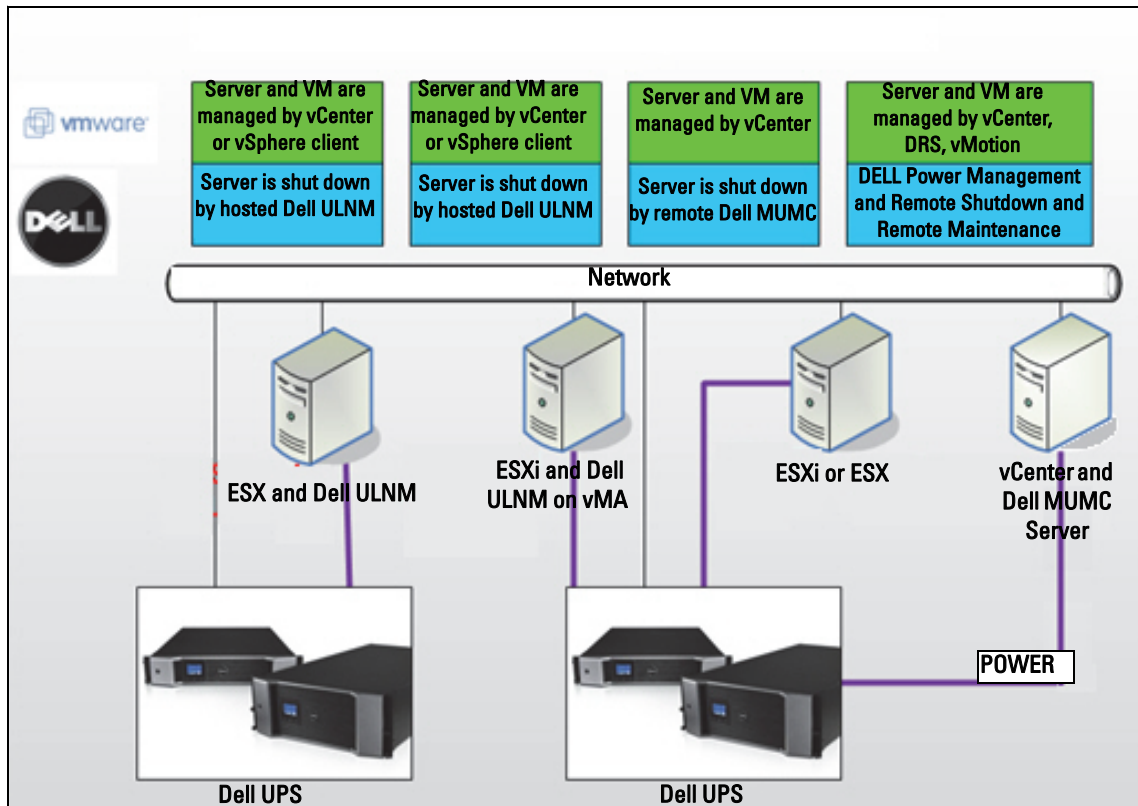 Server and VM are
managed by vCenter
or vSphere client
Server and VM are
managed by vCenter
or vSphere client
Server and VM are
managed by vCenter
Server and VM are
managed by vCenter,
DRS, vMotion
vmware
Server is shut down
by hosted Dell ULNM
Server is shut down
by hosted Dell ULNM
Server is shut down
by remote Dell MUMC
DELL Power Management
and Remote Shutdown and
Remote Maintenance
DELL
Network
ESX and Dell ULNM
ESXi and Dell
ULNM on vMA
ESXi or ESX
vCenter and
Dell MUMC
Server
POWER
Dell UPS
Dell UPS